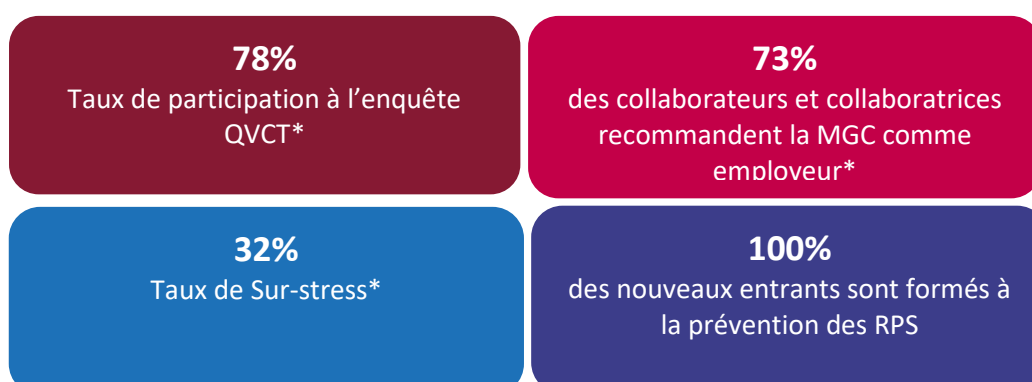 78%
Taux de participation à l'enquête
QVCT*
73%
des collaborateurs et collaboratrices
recommandent la MGC comme
employeur*
32%
Taux de Sur-stress*
100%
des nouveaux entrants sont formés à
la prévention des RPS